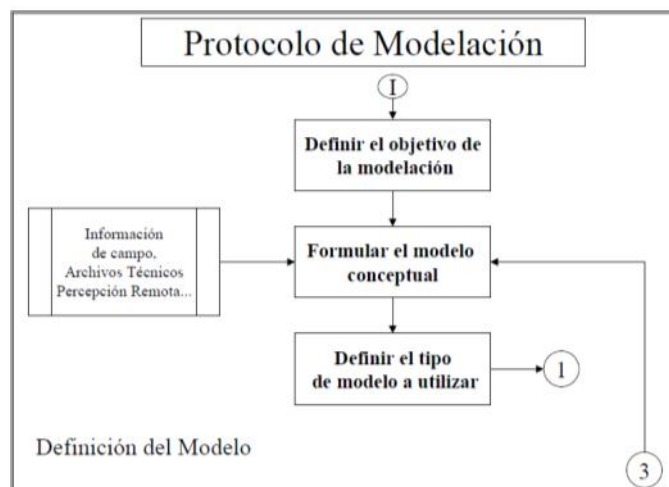 Protocolo de Modelación
I
Definir el objetivo de
la modelación
Información
de campo,
Archivos Técnicos
Percepción Remota...
Formular el modelo
conceptual
Definir el tipo
de modelo a utilizar
1
Definición del Modelo
3